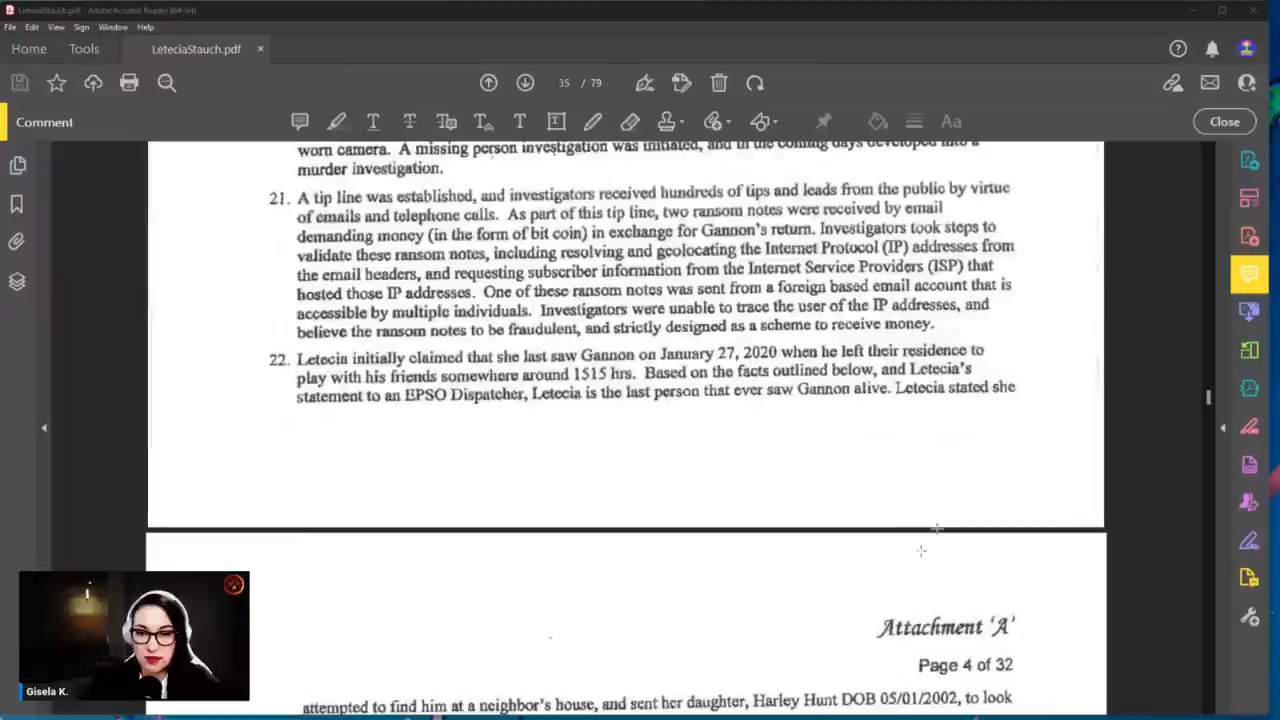 LeteciaStauch.pdf - Adobe Acrobat Reader (64-bit)
File Edit View Sign Window Help
Home Tools LeteciaStauch.pdf ×
35 / 79
Comment
Close
worn camera. A missing person investigation was initiated, and in the coming days developed into a
murder investigation.
21. A tip line was established, and investigators received hundreds of tips and leads from the public by virtue
of emails and telephone calls. As part of this tip line, two ransom notes were received by email
demanding money (in the form of bit coin) in exchange for Gannon's return. Investigators took steps to
validate these ransom notes, including resolving and geolocating the Internet Protocol (IP) addresses from
the email headers, and requesting subscriber information from the Internet Service Providers (ISP) that
hosted those IP addresses. One of these ransom notes was sent from a foreign based email account that is
accessible by multiple individuals. Investigators were unable to trace the user of the IP addresses, and
believe the ransom notes to be fraudulent, and strictly designed as a scheme to receive money.
22. Letecia initially claimed that she last saw Gannon on January 27, 2020 when he left their residence to
play with his friends somewhere around 1515 hrs. Based on the facts outlined below, and Letecia's
statement to an EPSO Dispatcher, Letecia is the last person that ever saw Gannon alive. Letecia stated she
Attachment 'A'
Page 4 of 32
attempted to find him at a neighbor's house, and sent her daughter, Harley Hunt DOB 05/01/2002, to look
Gisela K.